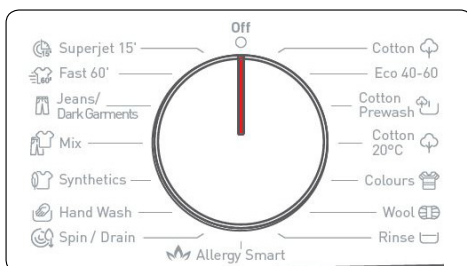 Off
Superjet 15'
Fast 60'
Jeans/
Dark Garments
Mix
Synthetics
Hand Wash
Spin / Drain
Cotton
Eco 40-60
Cotton
Prewash
Cotton
20°C
Colours
Wool
Rinse
Allergy Smart